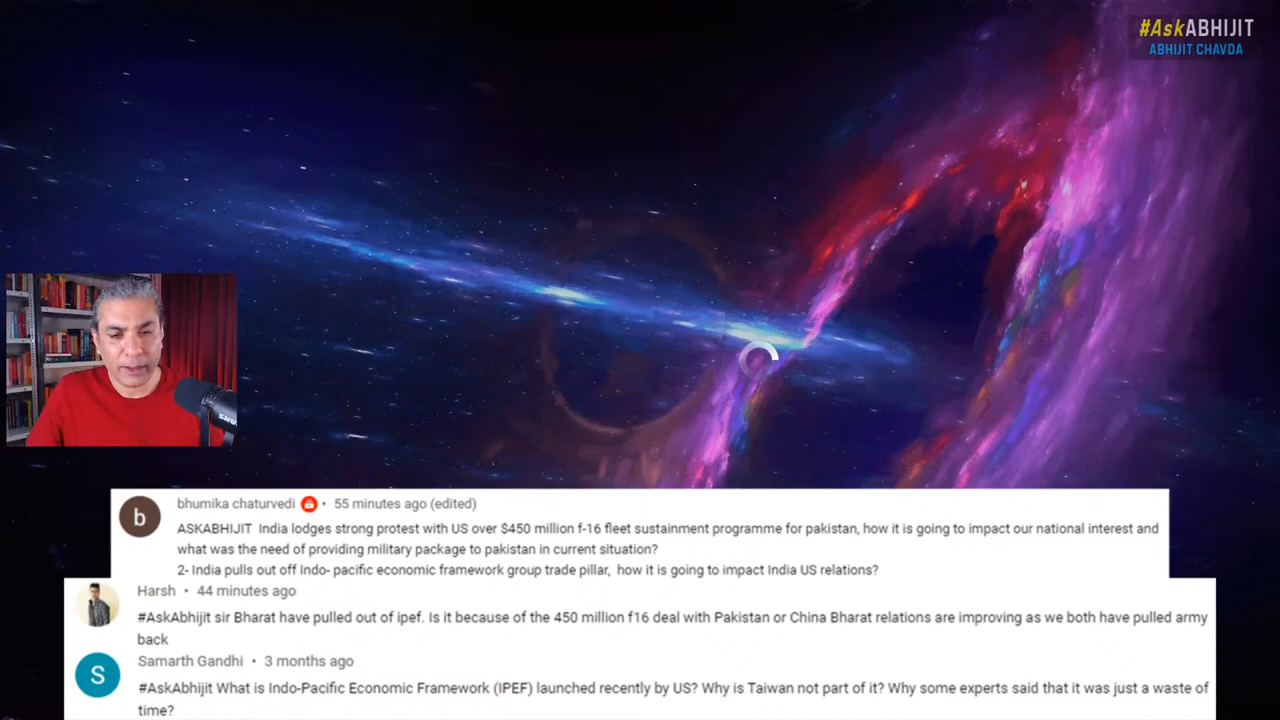 #AskABHIJIT
ABHIJIT CHAVDA
b
bhumika chaturvedi • 55 minutes ago (edited)
ASKABHIJIT India lodges strong protest with US over $450 million f-16 fleet sustainment programme for pakistan, how it is going to impact our national interest and
what was the need of providing military package to pakistan in current situation?
2- India pulls out off Indo- pacific economic framework group trade pillar, how it is going to impact India US relations?
Harsh • 44 minutes ago
#AskAbhijit sir Bharat have pulled out of ipef. Is it because of the 450 million f16 deal with Pakistan or China Bharat relations are improving as we both have pulled army
back
S
Samarth Gandhi • 3 months ago
#AskAbhijit What is Indo-Pacific Economic Framework (IPEF) launched recently by US? Why is Taiwan not part of it? Why some experts said that it was just a waste of
time?